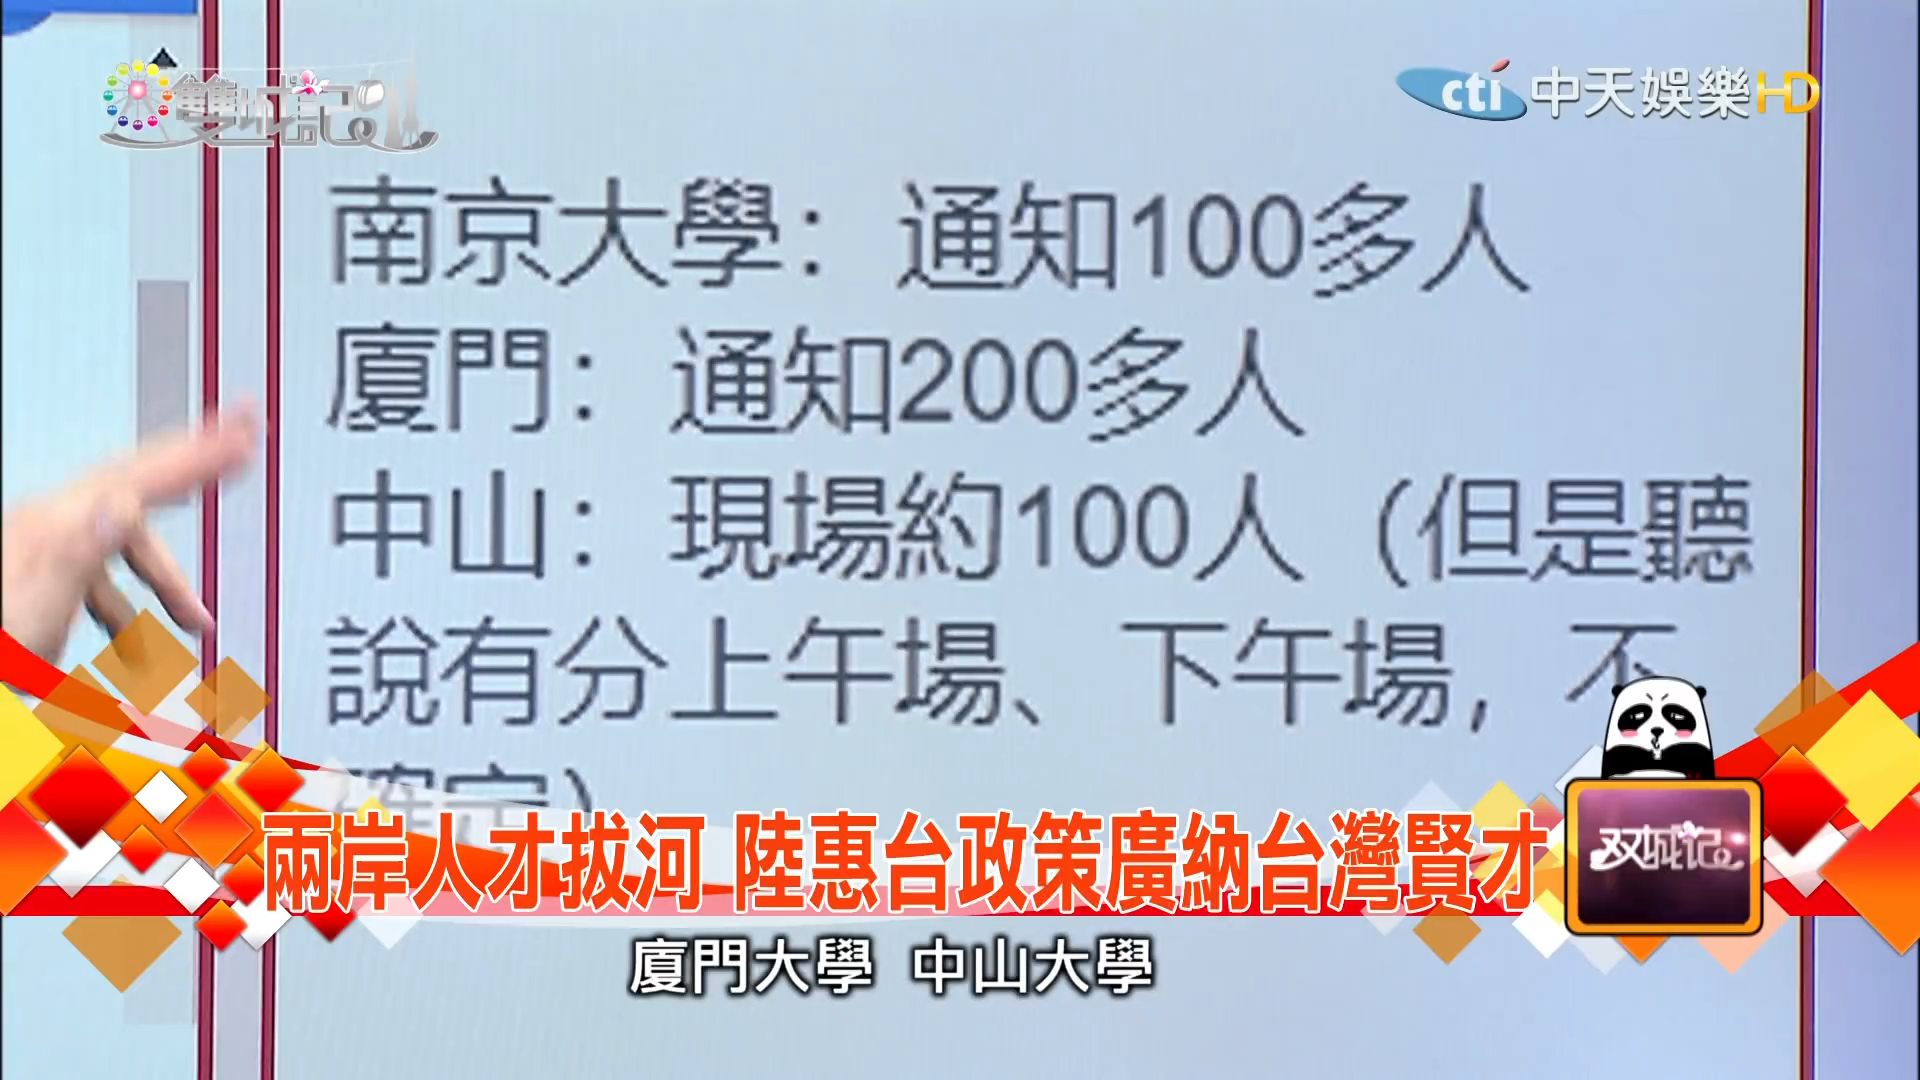 雙城記
cti 中天娛樂HD
南京大學：通知100多人
廈門：通知200多人
中山：現場約100人（但是聽
說有分上午場、下午場，不
確定）
兩岸人才拔河 陸惠台政策廣納台灣賢才
双城记
廈門大學 中山大學